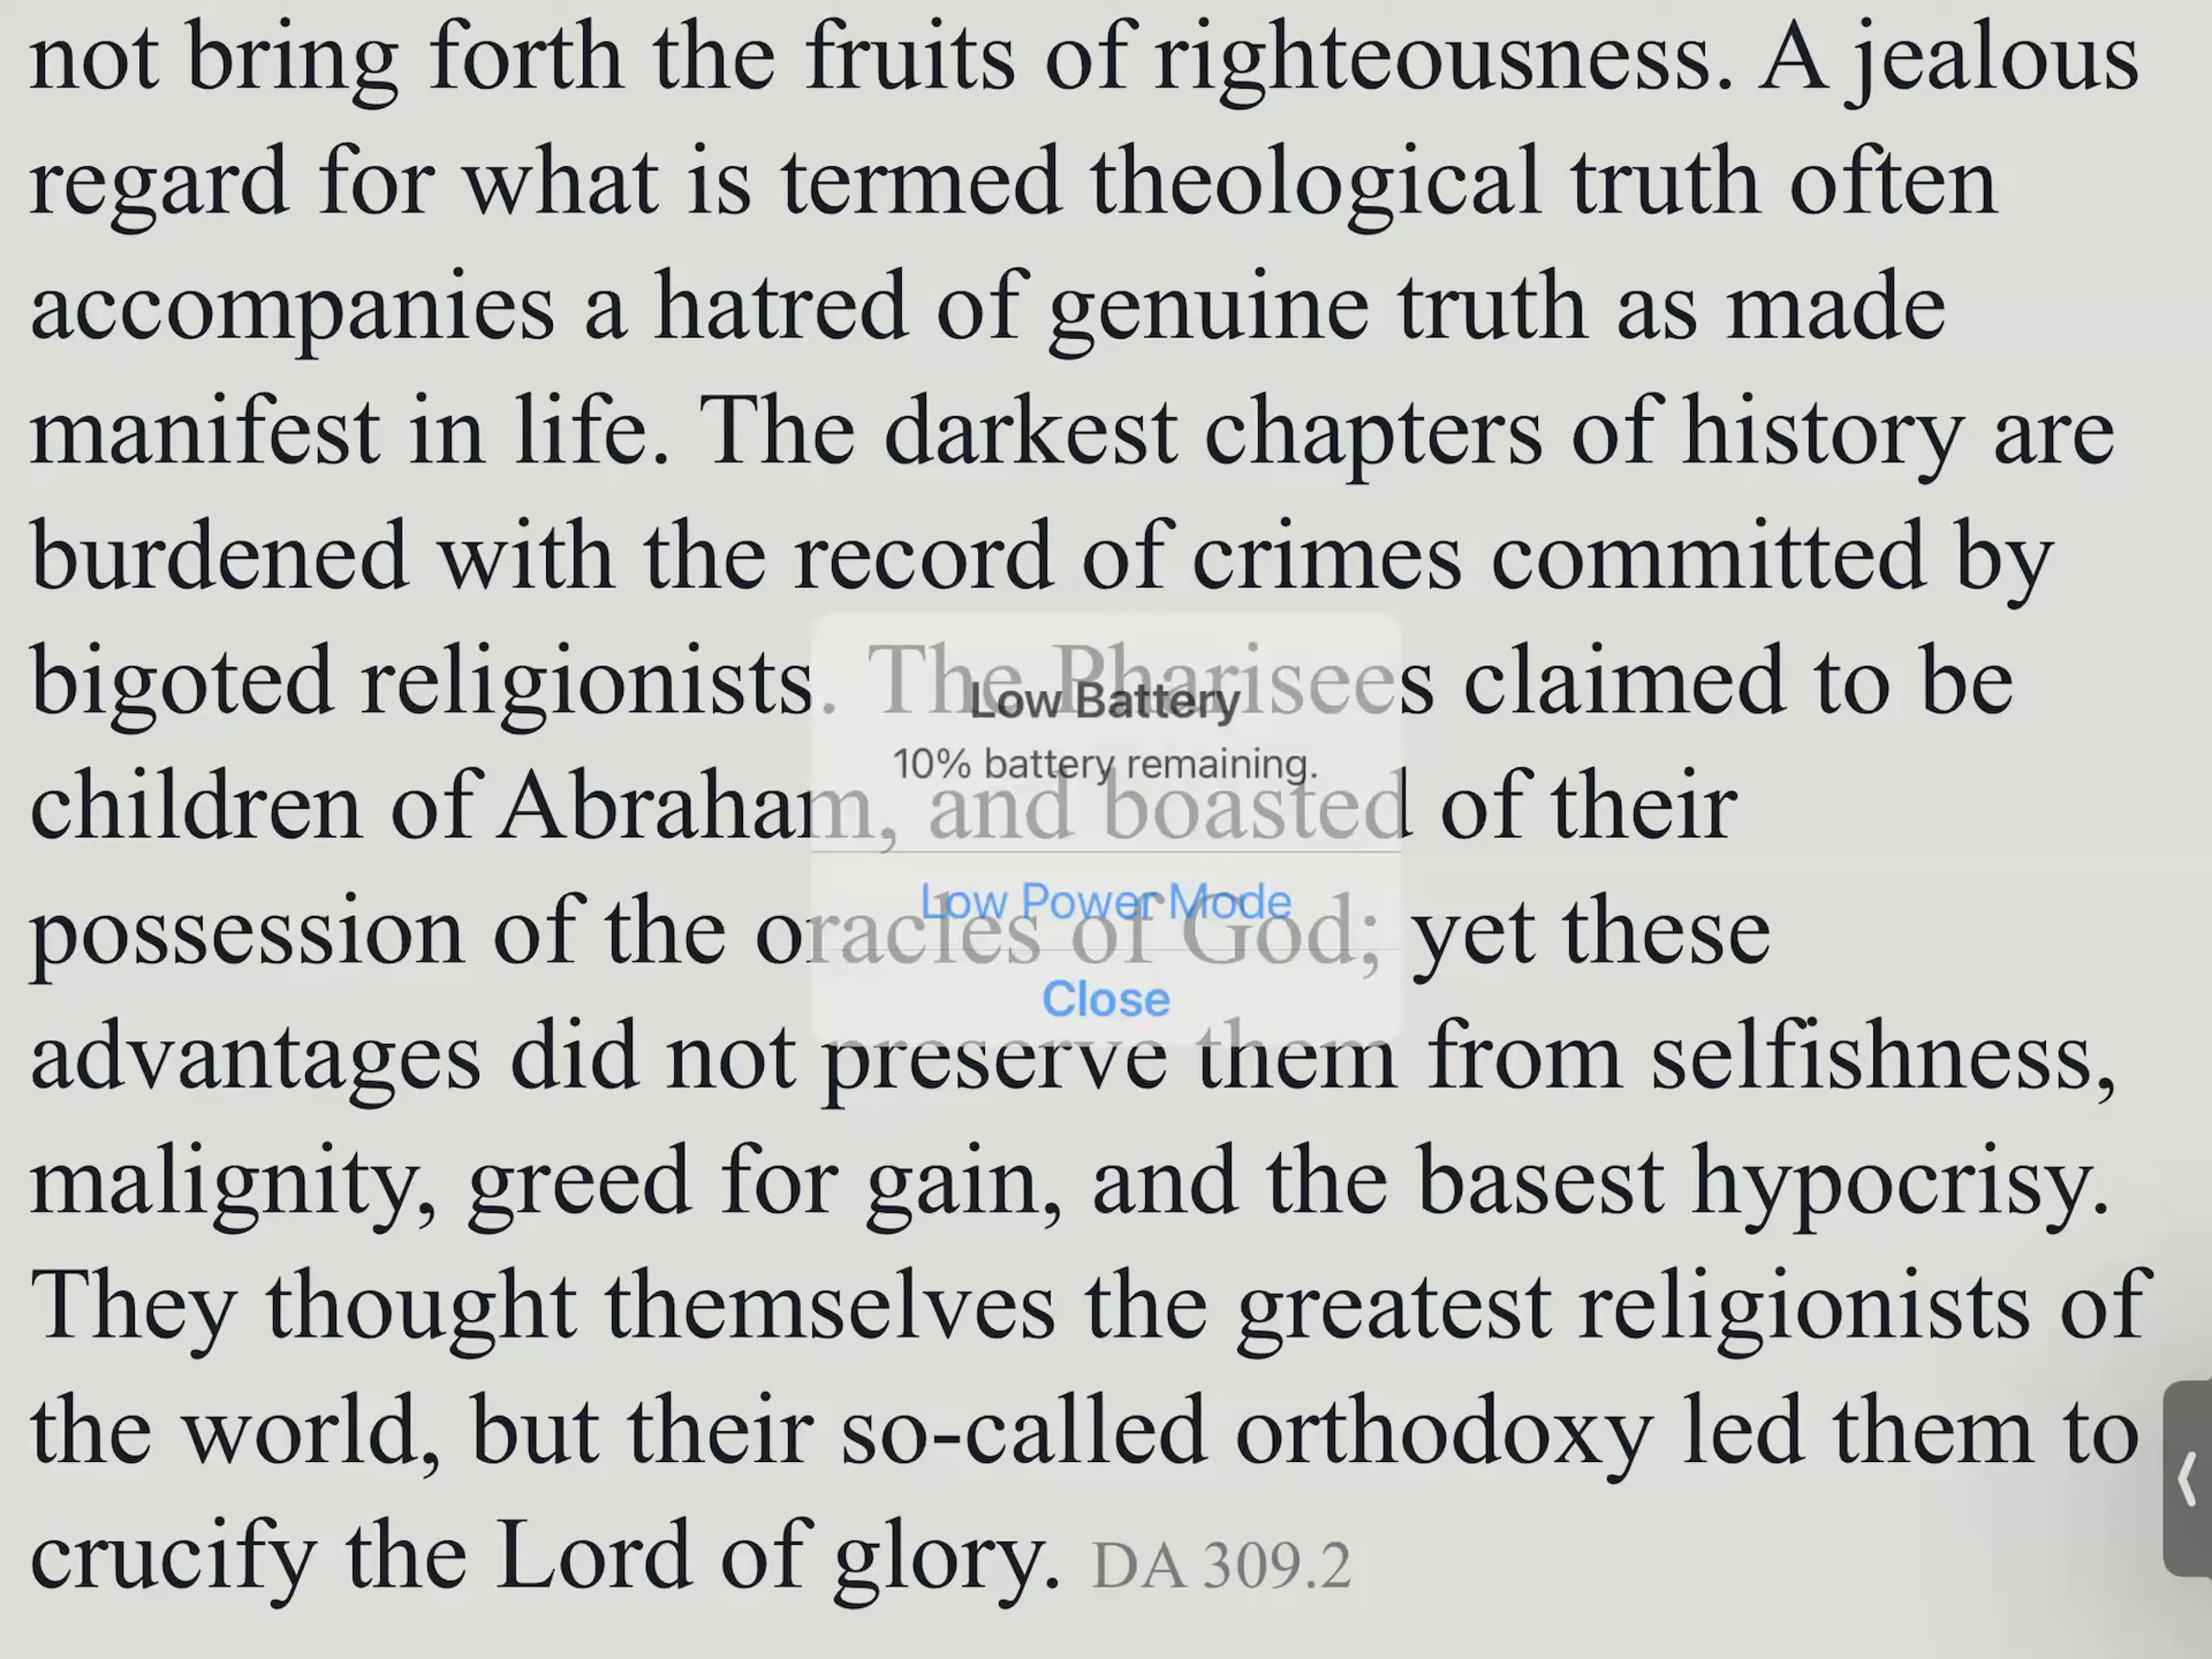 not bring forth the fruits of righteousness. A jealous
regard for what is termed theological truth often
accompanies a hatred of genuine truth as made
manifest in life. The darkest chapters of history are
burdened with the record of crimes committed by
bigoted religionists. The Pharisees claimed to be
Low Battery
10% battery remaining.
children of Abraham, and boasted of their
Low Power Mode
possession of the oracles of God; yet these
Close
advantages did not preserve them from selfishness,
malignity, greed for gain, and the basest hypocrisy.
They thought themselves the greatest religionists of
the world, but their so-called orthodoxy led them to
crucify the Lord of glory. DA 309.2